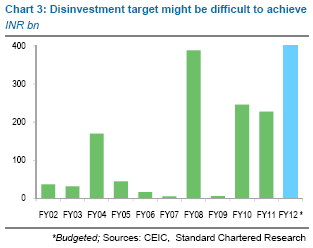 Chart 3: Disinvestment target might be difficult to achieve
INR bn
400
300
200
100
0
FY02 FY03 FY04 FY05 FY06 FY07 FY08 FY09 FY10 FY11 FY12 *
*Budgeted; Sources: CEIC, Standard Chartered Research